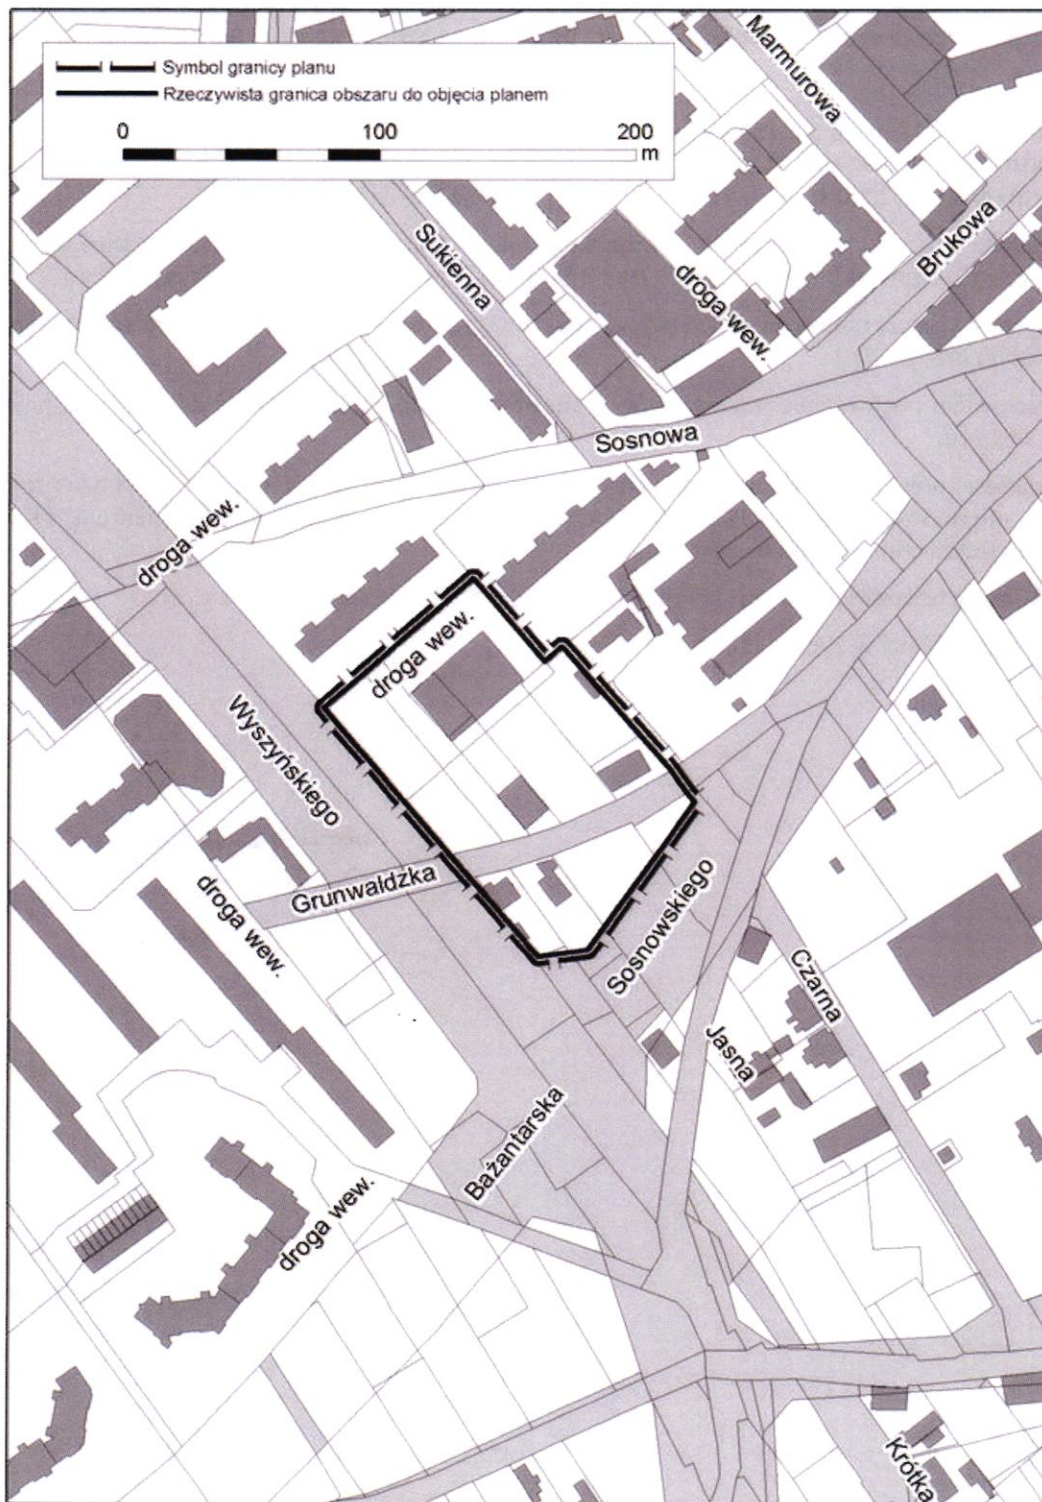 Symbol granicy planu
Rzeczywista granica obszaru do objęcia planem
0 100 200
m
Marmurowa
Brukowa
Sukienna
droga wew.
Sosnowa
droga wew.
droga wew.
Wyszyńskiego
Grunwaldzka
droga wew.
Sosnowskiego
Czarna
Jasna
Bażantarska
droga wew.
Krótka